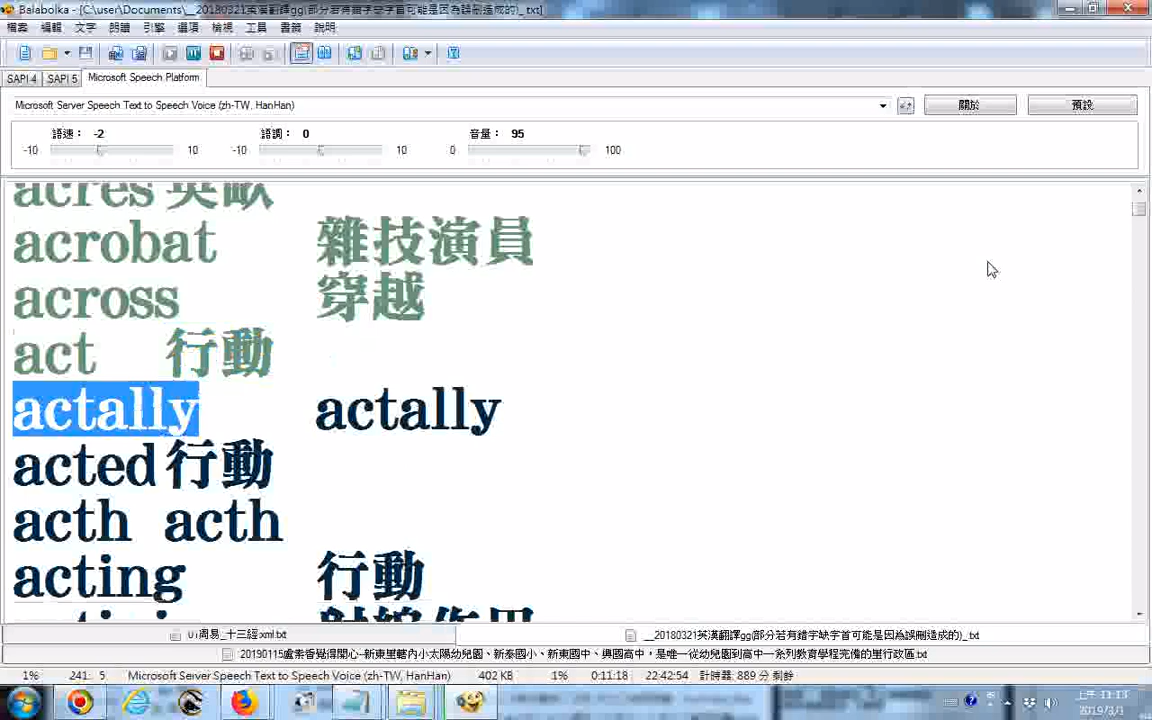 Balabolka - [C:\user\Documents\__20180321英漢翻譯gg(部分若有錯字缺字首可能是因為誤刪造成的)_.txt]
檔案 編輯 文字 朗讀 引擎 選項 檢視 工具 書籤 說明
SAPI 4 SAPI 5 Microsoft Speech Platform
Microsoft Server Speech Text to Speech Voice (zh-TW, HanHan) 關於 預設
語速： -2 語調： 0 音量： 95
-10 10 -10 10 0 100
acres 英畝
acrobat 雜技演員
across 穿越
act 行動
actally actally
acted 行動
acth acth
acting 行動
射線作用
周易_十三經.xml.txt __20180321英漢翻譯gg(部分若有錯字缺字首可能是因為誤刪造成的)_.txt
20190115盧素香覺得開心-新東里轄內小太陽幼兒園、新泰國小、新東國中、興國高中，是唯一從幼兒園到高中一系列教育學程完備的里行政區.txt
1% 241: 5 Microsoft Server Speech Text to Speech Voice (zh-TW, HanHan) 402 KB 1% 0:11:18 22:42:54 計時器: 889 分 剩餘
2019/3/1